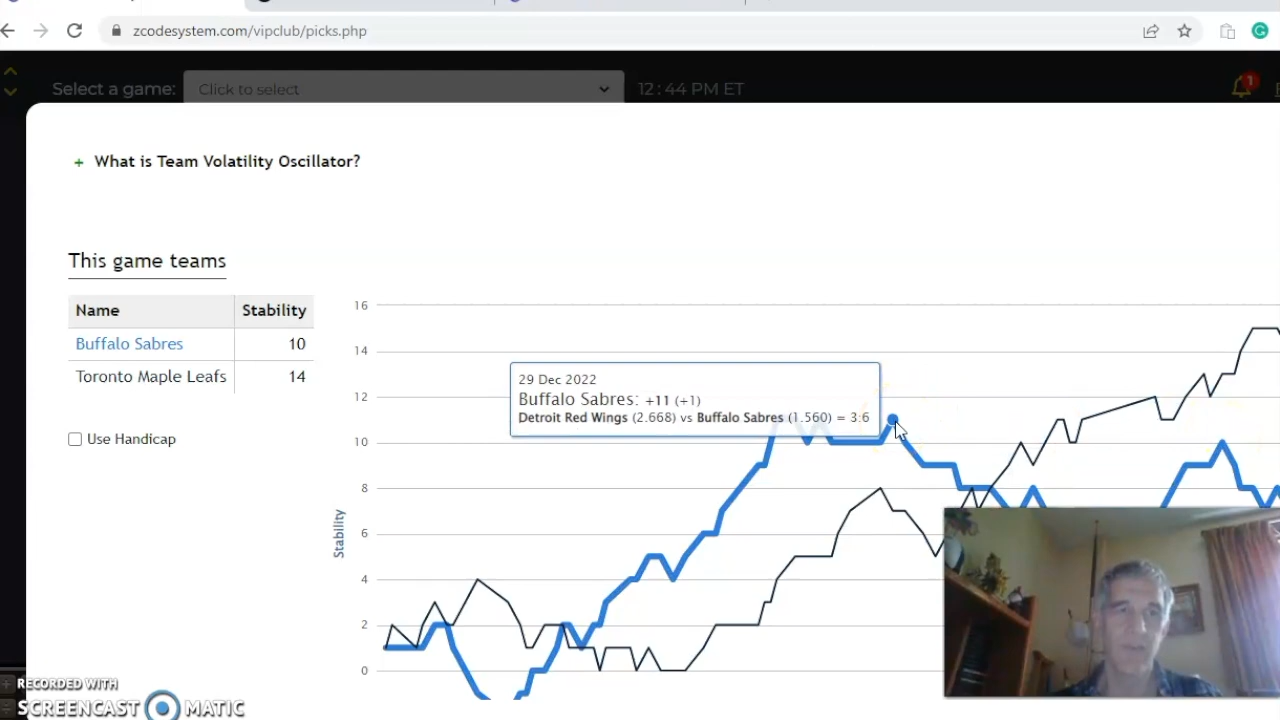 zcodesystem.com/vipclub/picks.php
Select a game: Click to select 12:44 PM ET
1
+ What is Team Volatility Oscillator?
This game teams
Name Stability
Buffalo Sabres 10
Toronto Maple Leafs 14
Use Handicap
16
14
12
10
8
6
4
2
0
Stability
29 Dec 2022
Buffalo Sabres: +11 (+1)
Detroit Red Wings (2.668) vs Buffalo Sabres (1.560) = 3:6
RECORDED WITH
SCREENCAST MATIC